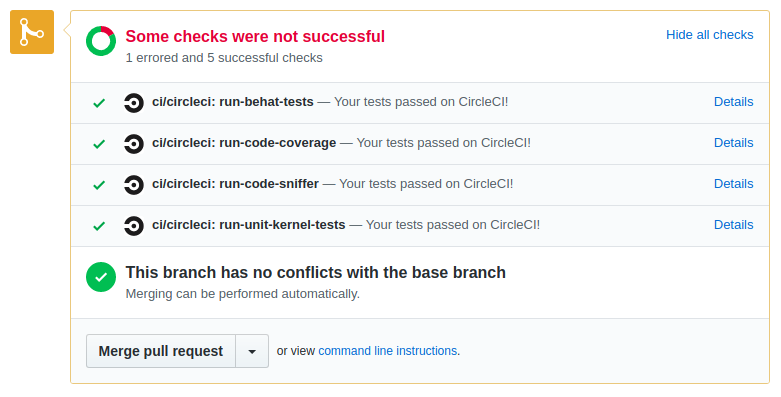 Some checks were not successful
Hide all checks
1 errored and 5 successful checks
ci/circleci: run-behat-tests — Your tests passed on CircleCI!
Details
ci/circleci: run-code-coverage — Your tests passed on CircleCI!
Details
ci/circleci: run-code-sniffer — Your tests passed on CircleCI!
Details
ci/circleci: run-unit-kernel-tests — Your tests passed on CircleCI!
Details
This branch has no conflicts with the base branch
Merging can be performed automatically.
Merge pull request
or view command line instructions.